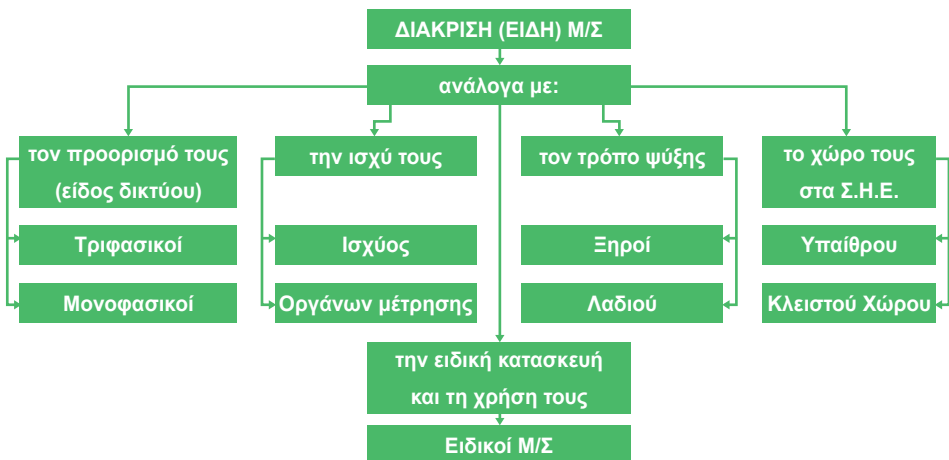 ΔΙΑΚΡΙΣΗ (ΕΙΔΗ) Μ/Σ
ανάλογα με:
τον προορισμό τους
(είδος δικτύου)
Τριφασικοί
Μονοφασικοί
την ισχύ τους
Ισχύος
Οργάνων μέτρησης
τον τρόπο ψύξης
Ξηροί
Λαδιού
το χώρο τους
στα Σ.Η.Ε.
Υπαίθρου
Κλειστού Χώρου
την ειδική κατασκευή
και τη χρήση τους
Ειδικοί Μ/Σ